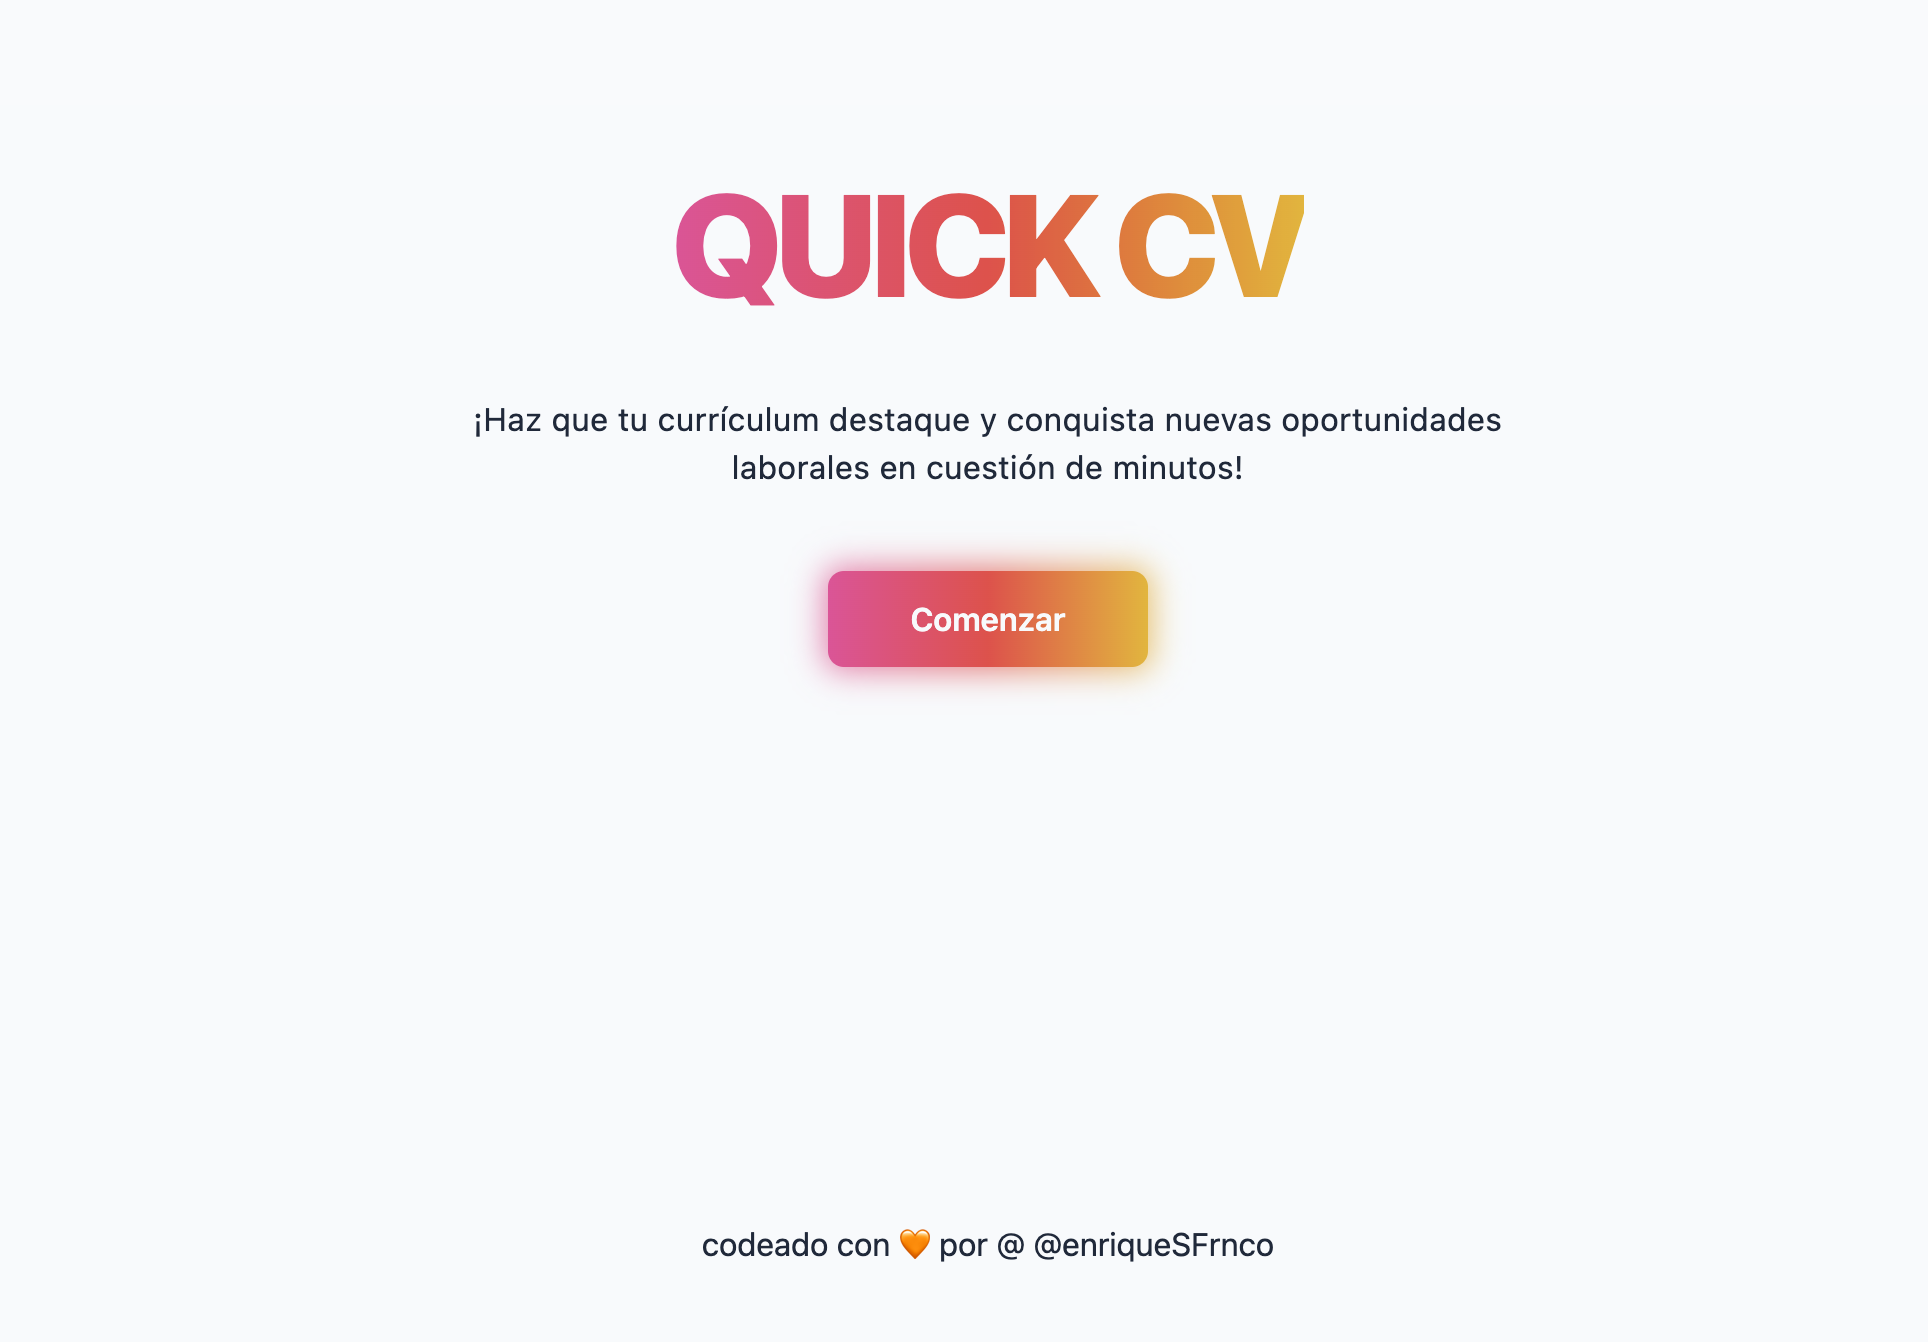 QUICK CV
¡Haz que tu currículum destaque y conquista nuevas oportunidades
laborales en cuestión de minutos!
Comenzar
codeado con 🧡 por @ @enriqueSFrnco